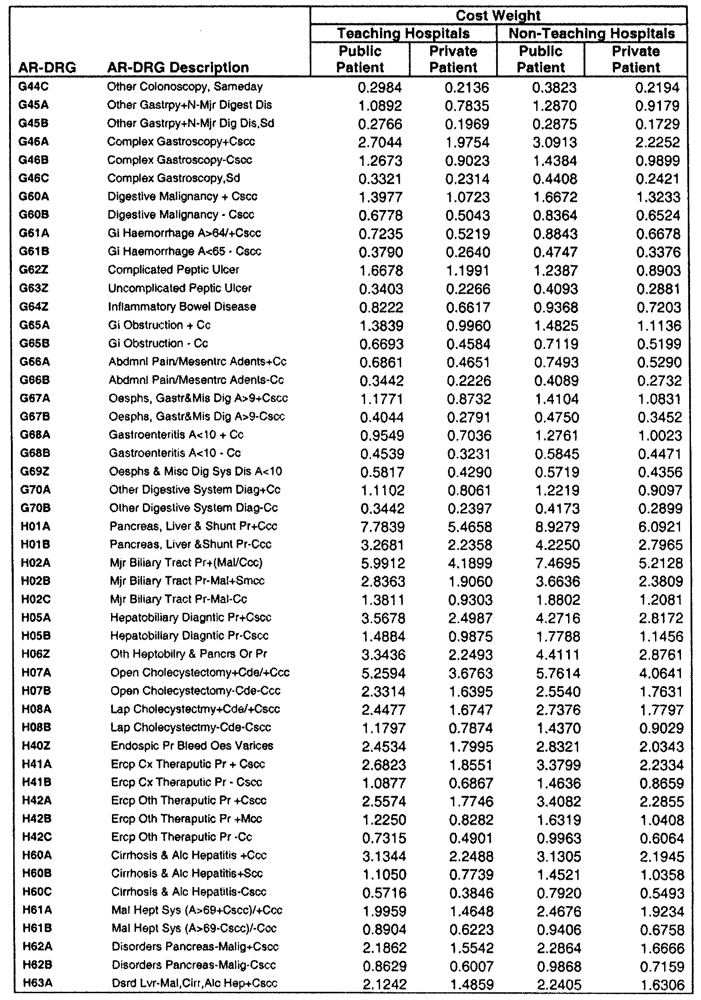 Cost Weight
Teaching Hospitals Non-Teaching Hospitals
Public Private Public Private
AR-DRG AR-DRG Description Patient Patient Patient Patient
G44C Other Colonoscopy, Sameday 0.2984 0.2136 0.3823 0.2194
G45A Other Gastrpy+N-Mjr Digest Dis 1.0892 0.7835 1.2870 0.9179
G45B Other Gastrpy+N-Mjr Dig Dis,Sd 0.2766 0.1969 0.2875 0.1729
G46A Complex Gastroscopy+Cscc 2.7044 1.9754 3.0913 2.2252
G46B Complex Gastroscopy-Cscc 1.2673 0.9023 1.4384 0.9899
G46C Complex Gastroscopy,Sd 0.3321 0.2314 0.4408 0.2421
G60A Digestive Malignancy + Cscc 1.3977 1.0723 1.6672 1.3233
G60B Digestive Malignancy - Cscc 0.6778 0.5043 0.8364 0.6524
G61A Gi Haemorrhage A>64/+Cscc 0.7235 0.5219 0.8843 0.6678
G61B Gi Haemorrhage A<65 - Cscc 0.3790 0.2640 0.4747 0.3376
G62Z Complicated Peptic Ulcer 1.6678 1.1991 1.2387 0.8903
G63Z Uncomplicated Peptic Ulcer 0.3403 0.2266 0.4093 0.2881
G64Z Inflammatory Bowel Disease 0.8222 0.6617 0.9368 0.7203
G65A Gi Obstruction + Cc 1.3839 0.9960 1.4825 1.1136
G65B Gi Obstruction - Cc 0.6693 0.4584 0.7119 0.5199
G66A Abdmnl Pain/Mesentrc Adents+Cc 0.6861 0.4651 0.7493 0.5290
G66B Abdmnl Pain/Mesentrc Adents-Cc 0.3442 0.2226 0.4089 0.2732
G67A Oesphs, Gastr&Mis Dig A>9+Cscc 1.1771 0.8732 1.4104 1.0831
G67B Oesphs, Gastr&Mis Dig A>9-Cscc 0.4044 0.2791 0.4750 0.3452
G68A Gastroenteritis A<10 + Cc 0.9549 0.7036 1.2761 1.0023
G68B Gastroenteritis A<10 - Cc 0.4539 0.3231 0.5845 0.4471
G69Z Oesphs & Misc Dig Sys Dis A<10 0.5817 0.4290 0.5719 0.4356
G70A Other Digestive System Diag+Cc 1.1102 0.8061 1.2219 0.9097
G70B Other Digestive System Diag-Cc 0.3442 0.2397 0.4173 0.2899
H01A Pancreas, Liver & Shunt Pr+Ccc 7.7839 5.4658 8.9279 6.0921
H01B Pancreas, Liver &Shunt Pr-Ccc 3.2681 2.2358 4.2250 2.7965
H02A Mjr Biliary Tract Pr+(Mal/Ccc) 5.9912 4.1899 7.4695 5.2128
H02B Mjr Biliary Tract Pr-Mal+Smcc 2.8363 1.9060 3.6636 2.3809
H02C Mjr Biliary Tract Pr-Mal-Cc 1.3811 0.9303 1.8802 1.2081
H05A Hepatobiliary Diagntic Pr+Cscc 3.5678 2.4987 4.2716 2.8172
H05B Hepatobiliary Diagntic Pr-Cscc 1.4884 0.9875 1.7788 1.1456
H06Z Oth Heptobilry & Pancrs Or Pr 3.3436 2.2493 4.4111 2.8761
H07A Open Cholecystectomy+Cde/+Ccc 5.2594 3.6763 5.7614 4.0641
H07B Open Cholecystectomy-Cde-Ccc 2.3314 1.6395 2.5540 1.7631
H08A Lap Cholecystectmy+Cde/+Cscc 2.4477 1.6747 2.7376 1.7797
H08B Lap Cholecystectmy-Cde-Cscc 1.1797 0.7874 1.4370 0.9029
H40Z Endospic Pr Bleed Oes Varices 2.4534 1.7995 2.8321 2.0343
H41A Ercp Cx Theraputic Pr + Cscc 2.6823 1.8551 3.3799 2.2334
H41B Ercp Cx Theraputic Pr - Cscc 1.0877 0.6867 1.4636 0.8659
H42A Ercp Oth Theraputic Pr +Cscc 2.5574 1.7746 3.4082 2.2855
H42B Ercp Oth Theraputic Pr +Mcc 1.2250 0.8282 1.6319 1.0408
H42C Ercp Oth Theraputic Pr -Cc 0.7315 0.4901 0.9963 0.6064
H60A Cirrhosis & Alc Hepatitis +Ccc 3.1344 2.2488 3.1305 2.1945
H60B Cirrhosis & Alc Hepatitis+Scc 1.1050 0.7739 1.4521 1.0358
H60C Cirrhosis & Alc Hepatitis-Cscc 0.5716 0.3846 0.7920 0.5493
H61A Mal Hept Sys (A>69+Cscc)/+Ccc 1.9959 1.4648 2.4676 1.9234
H61B Mal Hept Sys (A>69-Cscc)/-Ccc 0.8904 0.6223 0.9406 0.6758
H62A Disorders Pancreas-Malig+Cscc 2.1862 1.5542 2.2864 1.6666
H62B Disorders Pancreas-Malig-Cscc 0.8629 0.6007 0.9868 0.7159
H63A Dsrd Lvr-Mal,Cirr,Alc Hep+Cscc 2.1242 1.4859 2.2405 1.6306